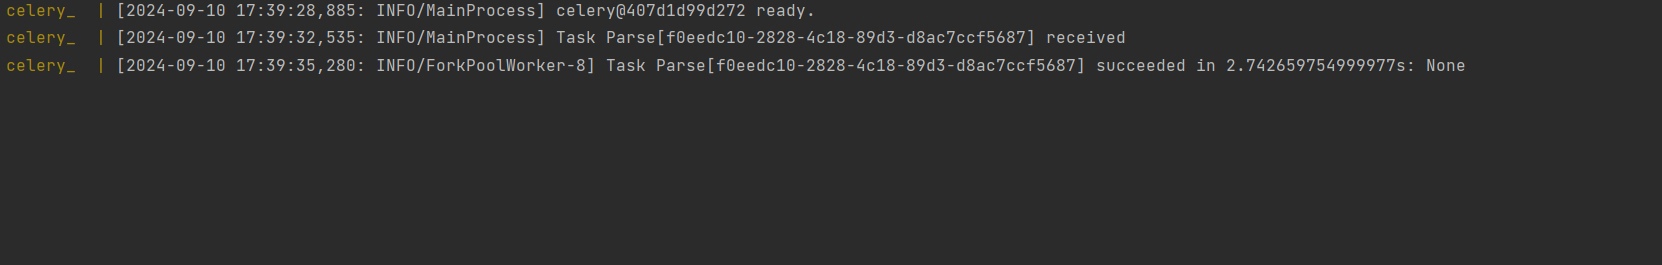 celery_  | [2024-09-10 17:39:28,885: INFO/MainProcess] celery@407d1d99d272 ready.
celery_  | [2024-09-10 17:39:32,535: INFO/MainProcess] Task Parse[f0eedc10-2828-4c18-89d3-d8ac7ccf5687] received
celery_  | [2024-09-10 17:39:35,280: INFO/ForkPoolWorker-8] Task Parse[f0eedc10-2828-4c18-89d3-d8ac7ccf5687] succeeded in 2.742659754999977s: None